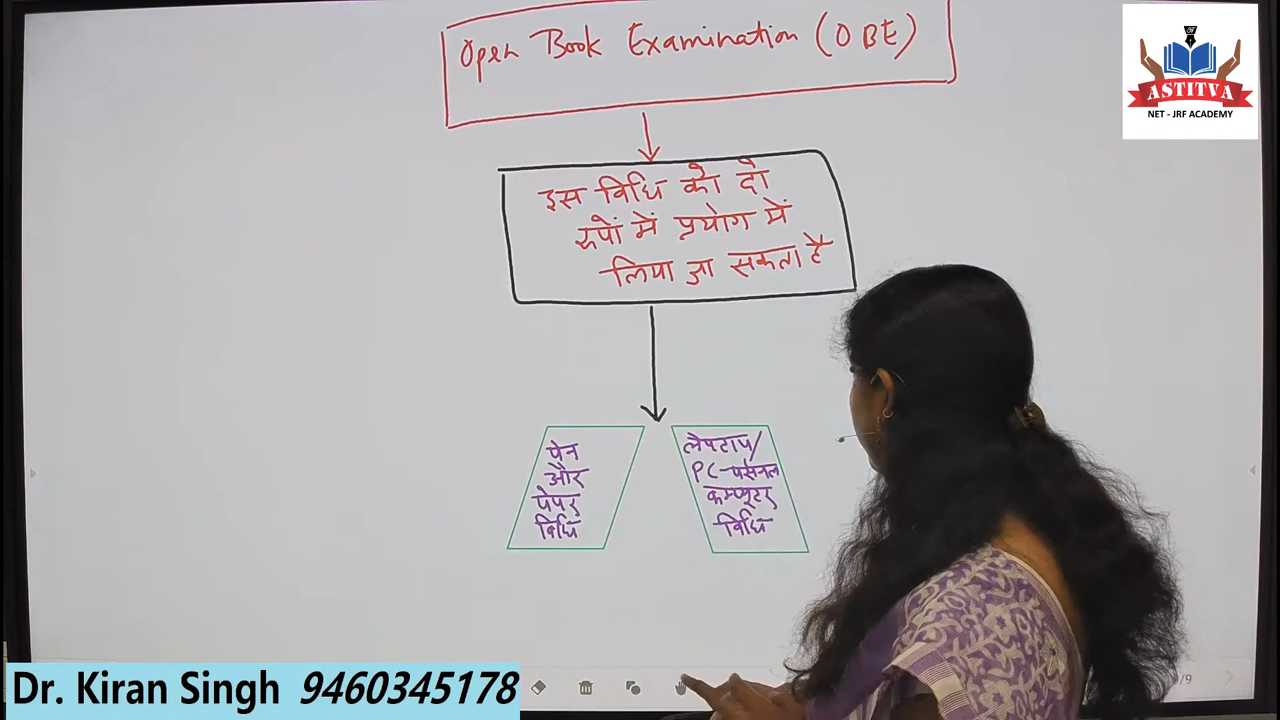 Open Book Examination (OBE)
ASTITVA
NET - JRF ACADEMY
इस विधि को दो
रुपों में प्रयोग में
लिया जा सकता है
पेन
और
पेपर
विधि
लेपटाप/
PC-पर्सनल
कम्प्यूटर
विधि
Dr. Kiran Singh 9460345178
/9